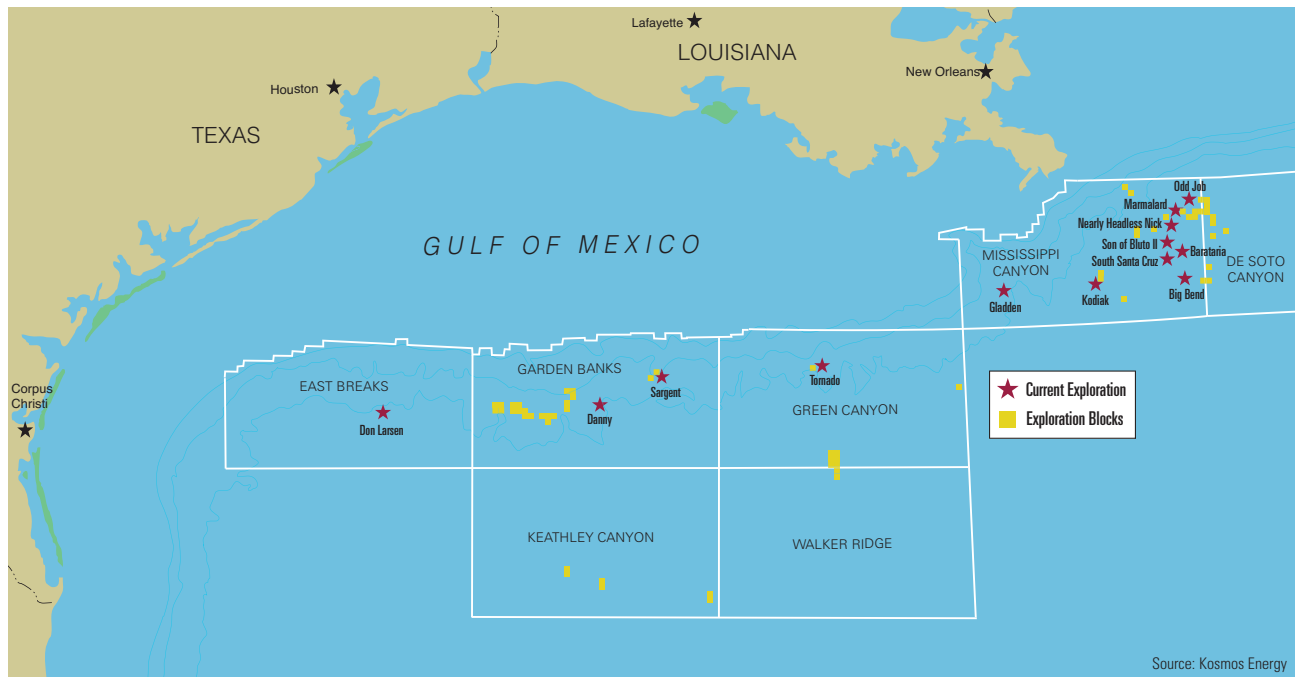 Lafayette
LOUISIANA
New Orleans
Houston
TEXAS
GULF OF MEXICO
Odd Job
Marmalard
Nearly Headless Nick
Son of Bluto II
Barataria
South Santa Cruz
MISSISSIPPI
CANYON
DE SOTO
CANYON
Gladden
Kodiak
Big Bend
EAST BREAKS
GARDEN BANKS
Sargent
Tornado
GREEN CANYON
Corpus
Christi
Don Larsen
Danny
Current Exploration
Exploration Blocks
KEATHLEY CANYON
WALKER RIDGE
Source: Kosmos Energy